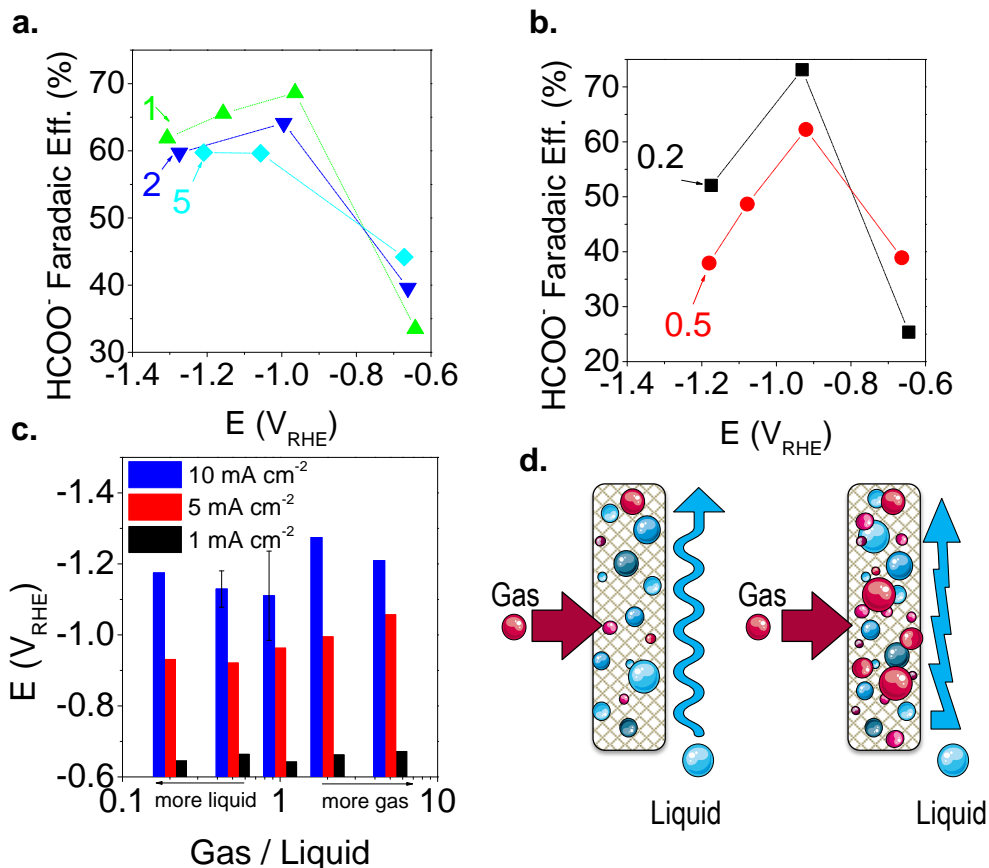 a.
HCOO⁻ Faradaic Eff. (%)
70
60
50
40
30
1
2
5
-1.4 -1.2 -1.0 -0.8 -0.6
E (V_RHE)
b.
HCOO⁻ Faradaic Eff. (%)
70
60
50
40
30
20
0.2
0.5
-1.4 -1.2 -1.0 -0.8 -0.6
E (V_RHE)
c.
E (V_RHE)
-1.4
-1.2
-1.0
-0.8
-0.6
10 mA cm⁻²
5 mA cm⁻²
1 mA cm⁻²
more liquid more gas
0.1 1 10
Gas / Liquid
d.
Gas
Liquid
Gas
Liquid